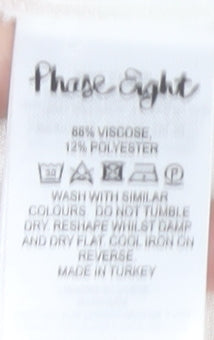 Phase Eight
88% VISCOSE,
12% POLYESTER
30 P
WASH WITH SIMILAR
COLOURS. DO NOT TUMBLE
DRY. RESHAPE WHILST DAMP
AND DRY FLAT. COOL IRON ON
REVERSE.
MADE IN TURKEY